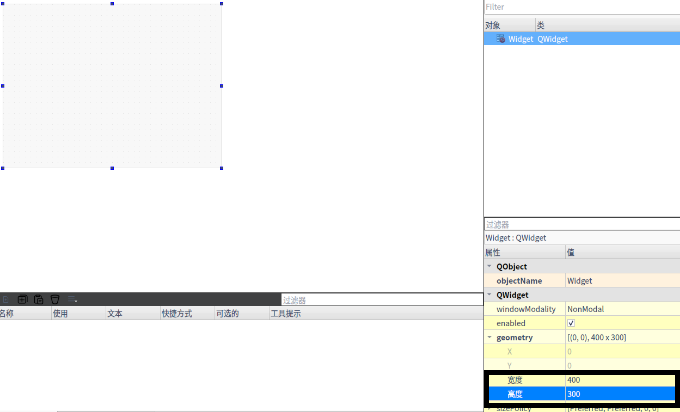 Filter
对象 类
Widget QWidget
过滤器
Widget : QWidget
属性 值
QObject
objectName Widget
QWidget
windowModality NonModal
enabled
geometry [(0, 0), 400 x 300]
X 0
Y 0
宽度 400
高度 300
sizePolicy [Preferred, Preferred, 0, 0]
过滤器
名称 使用 文本 快捷方式 可选的 工具提示